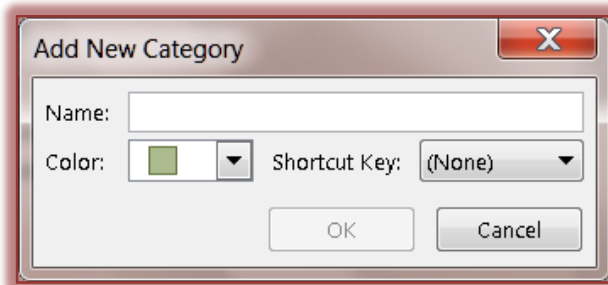 Add New Category
Name:
Color: Shortcut Key: (None)
OK Cancel